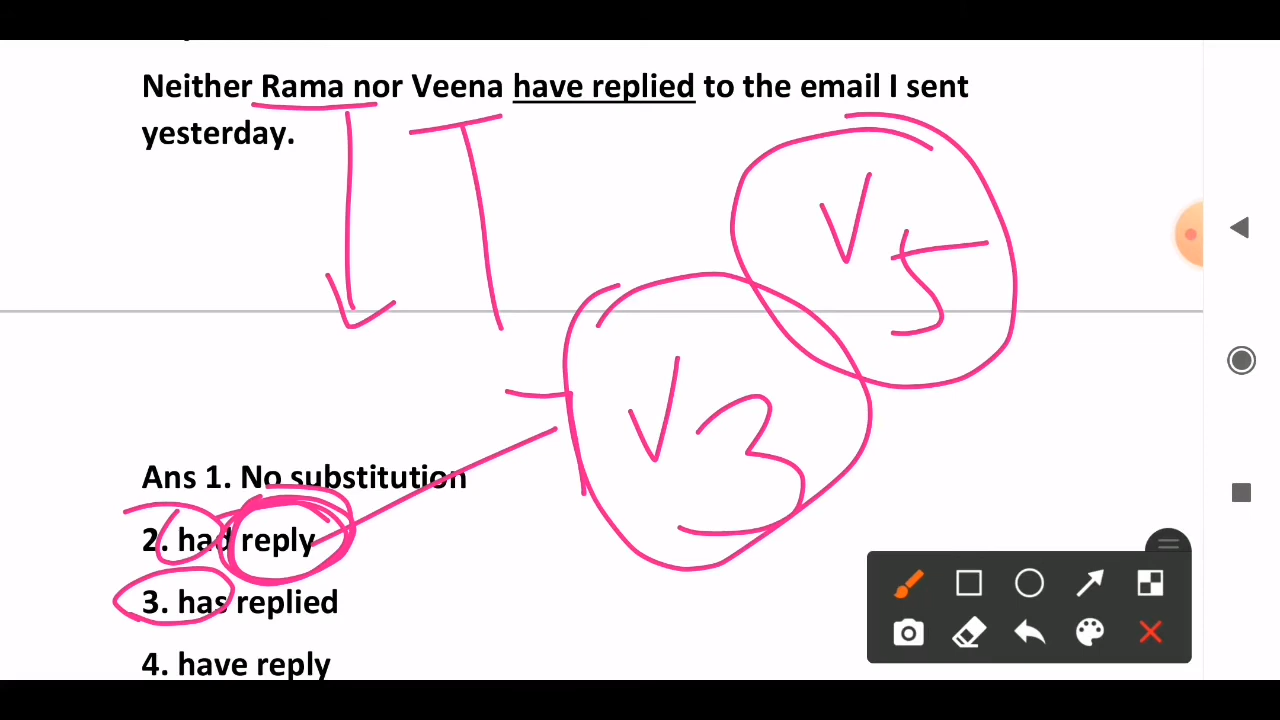 Neither Rama nor Veena have replied to the email I sent
yesterday.
V5
V3
Ans 1. No substitution
2. had reply
3. has replied
4. have reply